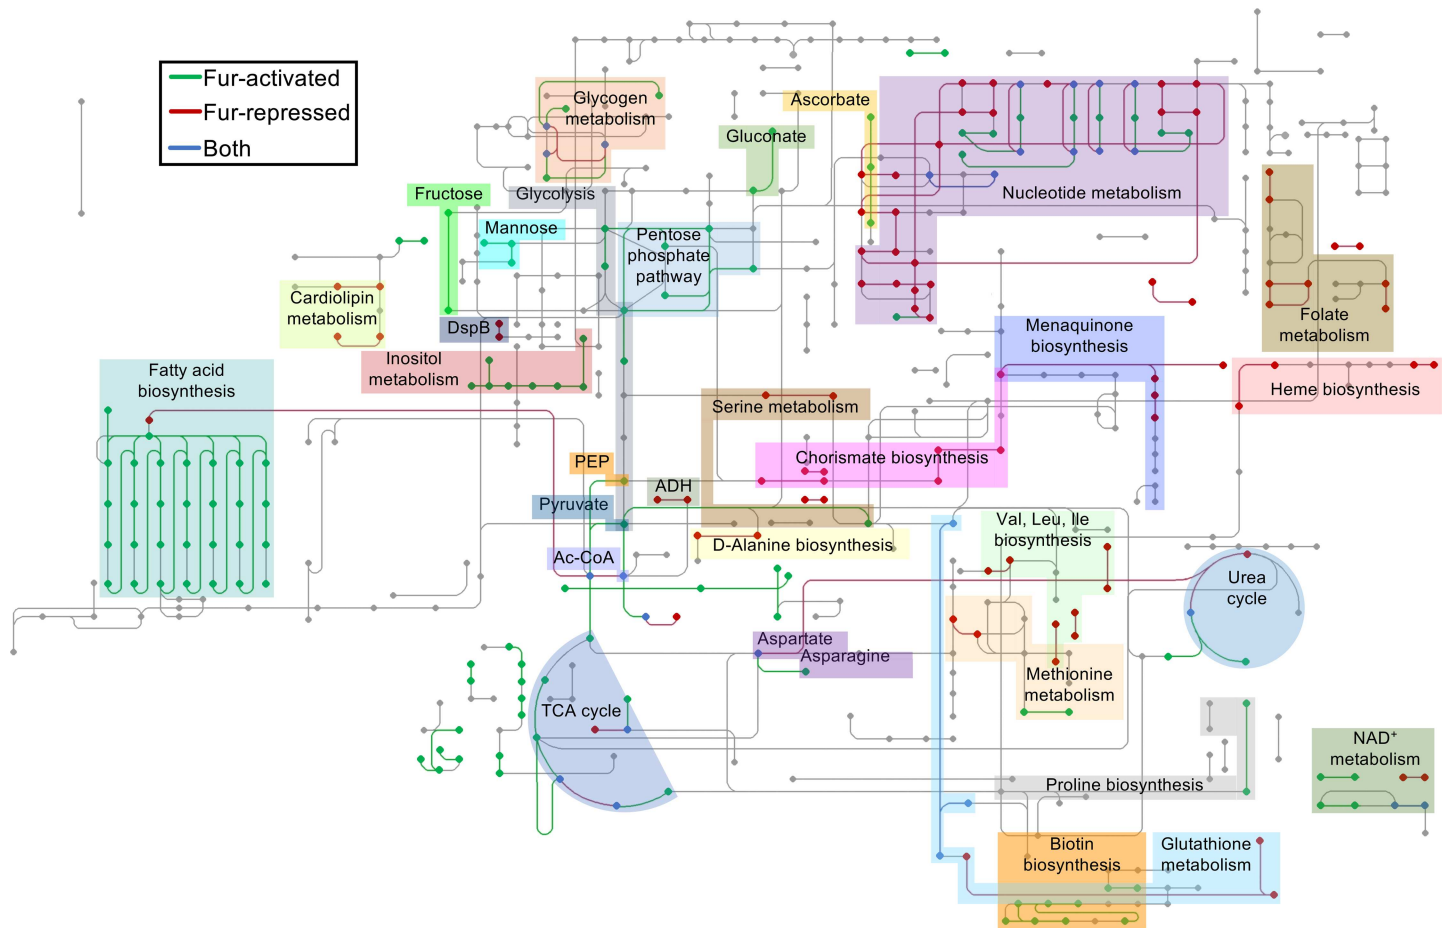 Fur-activated
Fur-repressed
Both
Glycogen
metabolism
Ascorbate
Gluconate
Nucleotide metabolism
Fructose
Glycolysis
Mannose
Pentose
phosphate
pathway
Cardiolipin
metabolism
DspB
Inositol
metabolism
Menaquinone
biosynthesis
Folate
metabolism
Fatty acid
biosynthesis
Heme biosynthesis
Serine metabolism
Chorismate biosynthesis
PEP
ADH
Pyruvate
Val, Leu, Ile
biosynthesis
D-Alanine biosynthesis
Ac-CoA
Urea
cycle
Aspartate
Asparagine
Methionine
metabolism
TCA cycle
NAD⁺
metabolism
Proline biosynthesis
Biotin
biosynthesis
Glutathione
metabolism